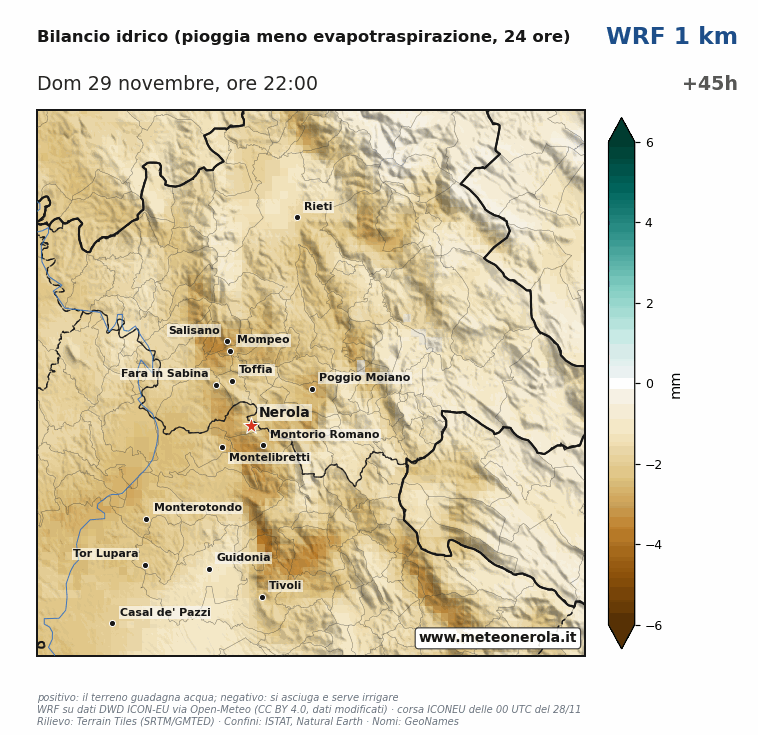 Bilancio idrico (pioggia meno evapotraspirazione, 24 ore)
WRF 1 km
Dom 29 novembre, ore 22:00
+45h
Rieti
Salisano
Mompeo
Toffia
Fara in Sabina
Poggio Moiano
Nerola
Montorio Romano
Montelibretti
Monterotondo
Tor Lupara
Guidonia
Tivoli
Casal de' Pazzi
www.meteonerola.it
6
4
2
0
−2
−4
−6
mm
positivo: il terreno guadagna acqua; negativo: si asciuga e serve irrigare
WRF su dati DWD ICON-EU via Open-Meteo (CC BY 4.0, dati modificati) · corsa ICONEU delle 00 UTC del 28/11
Rilievo: Terrain Tiles (SRTM/GMTED) · Confini: ISTAT, Natural Earth · Nomi: GeoNames